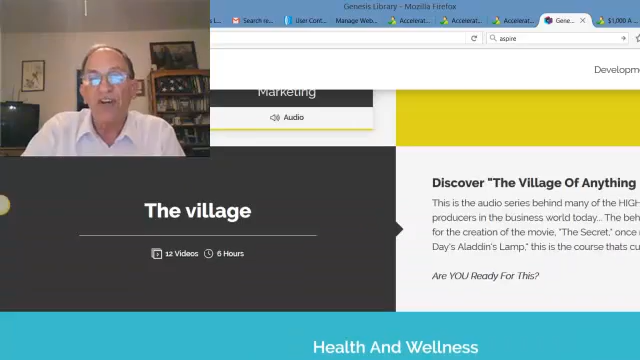 Genesis Library - Mozilla Firefox
Search re
User Cont...
Manage Web...
Accelerat...
Accelerat...
Accelerat...
Gene...
$1,000 A
aspire
Developm
Marketing
Audio
The village
12 Videos 6 Hours
Discover "The Village Of Anything
This is the audio series behind many of the HIGH
producers in the business world today... The beh
for the creation of the movie, "The Secret," once
Day's Aladdin's Lamp," this is the course thats cu
Are YOU Ready For This?
Health And Wellness